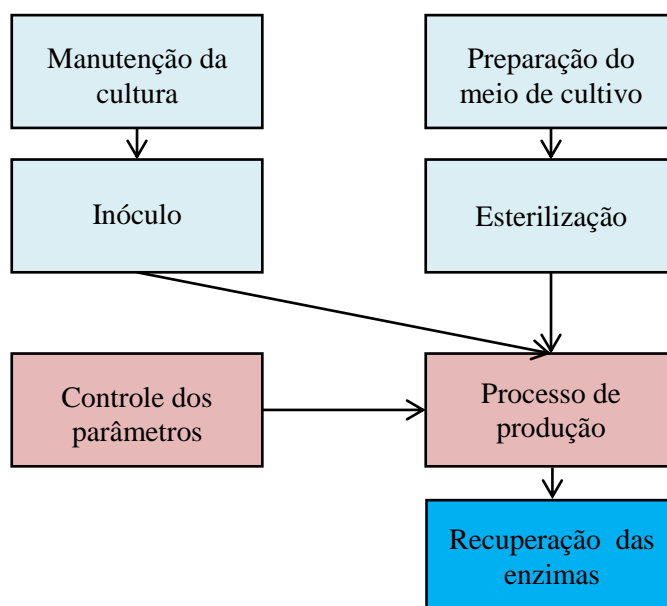 Manutenção da
cultura
Preparação do
meio de cultivo
Inóculo
Esterilização
Controle dos
parâmetros
Processo de
produção
Recuperação das
enzimas